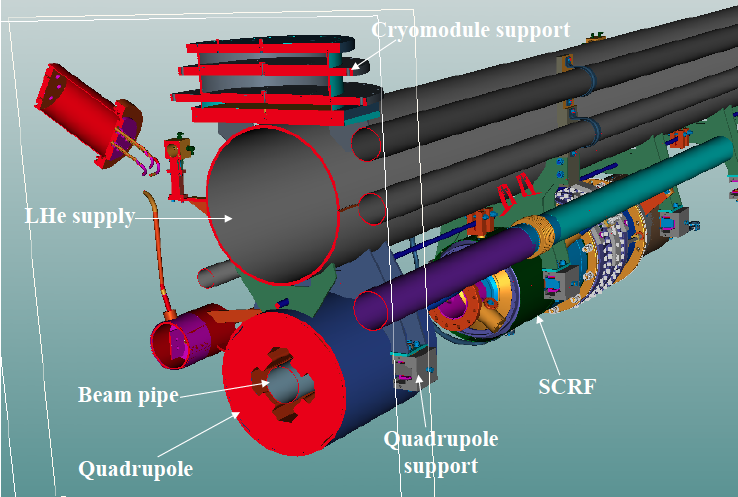 Cryomodule support
LHe supply
Beam pipe
SCRF
Quadrupole
support
Quadrupole